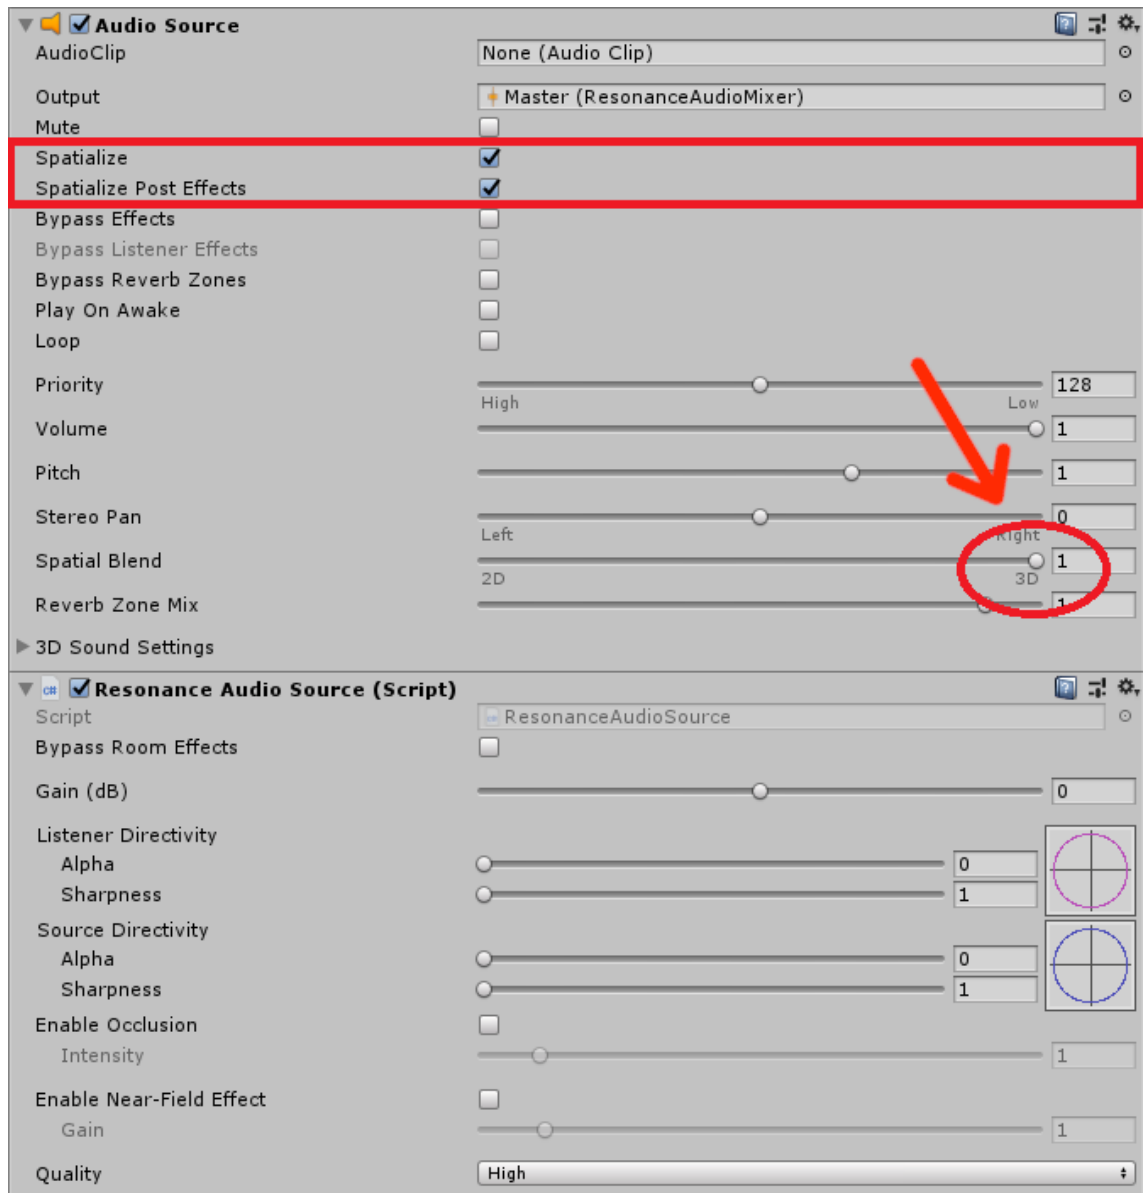 Audio Source
AudioClip None (Audio Clip)
Output Master (ResonanceAudioMixer)
Mute
Spatialize
Spatialize Post Effects
Bypass Effects
Bypass Listener Effects
Bypass Reverb Zones
Play On Awake
Loop
Priority 128
High Low
Volume 1
Pitch 1
Stereo Pan 0
Left Right
Spatial Blend 1
2D 3D
Reverb Zone Mix 1
3D Sound Settings
c# Resonance Audio Source (Script)
Script ResonanceAudioSource
Bypass Room Effects
Gain (dB) 0
Listener Directivity
Alpha 0
Sharpness 1
Source Directivity
Alpha 0
Sharpness 1
Enable Occlusion
Intensity 1
Enable Near-Field Effect
Gain 1
Quality High